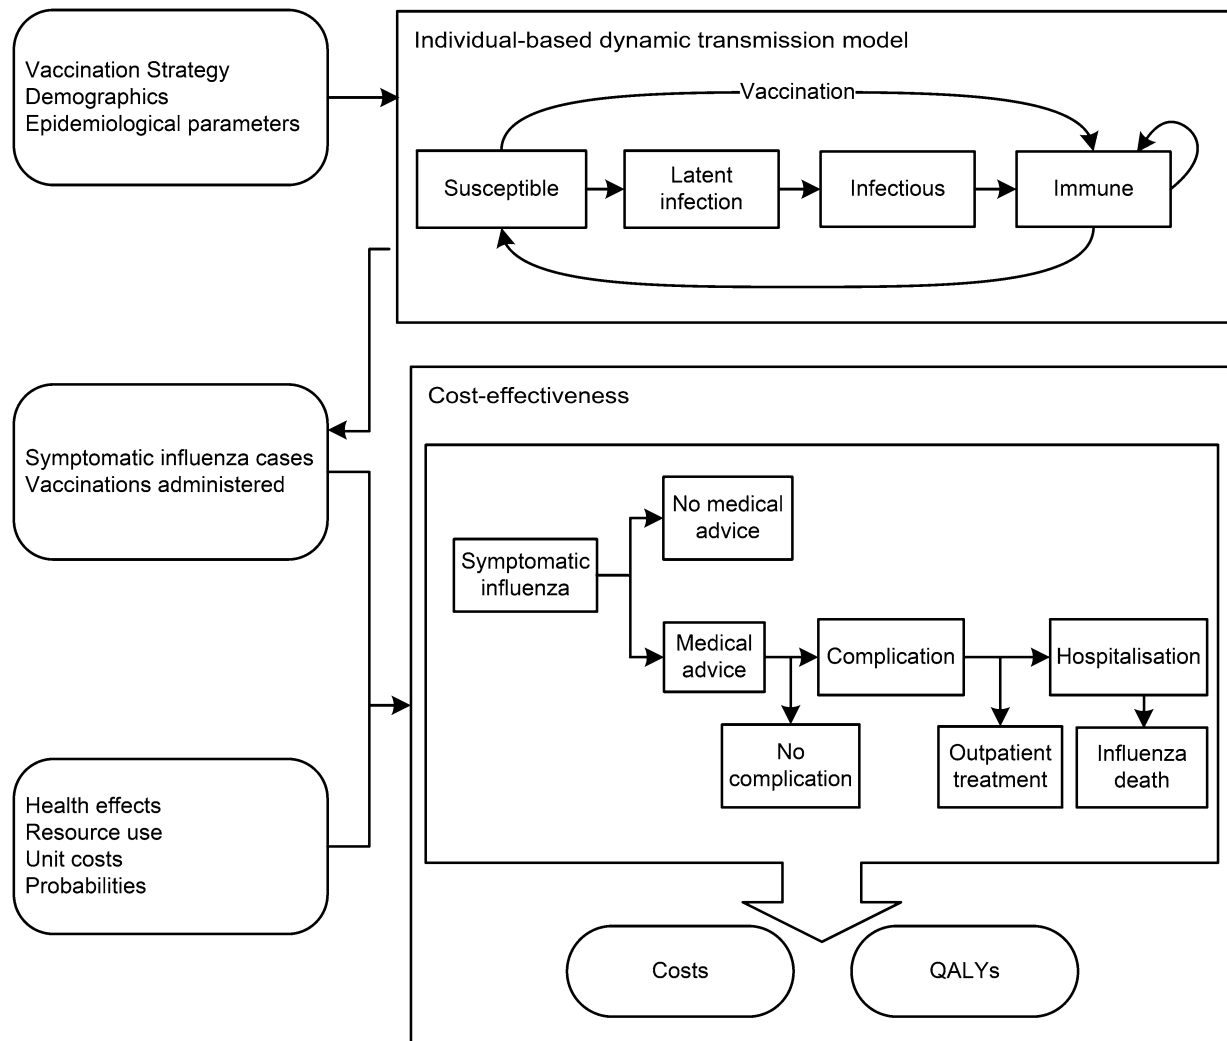 Vaccination Strategy
Demographics
Epidemiological parameters
Individual-based dynamic transmission model
Vaccination
Susceptible
Latent
infection
Infectious
Immune
Symptomatic influenza cases
Vaccinations administered
Health effects
Resource use
Unit costs
Probabilities
Cost-effectiveness
Symptomatic
influenza
No medical
advice
Medical
advice
Complication
Hospitalisation
No
complication
Outpatient
treatment
Influenza
death
Costs
QALYs